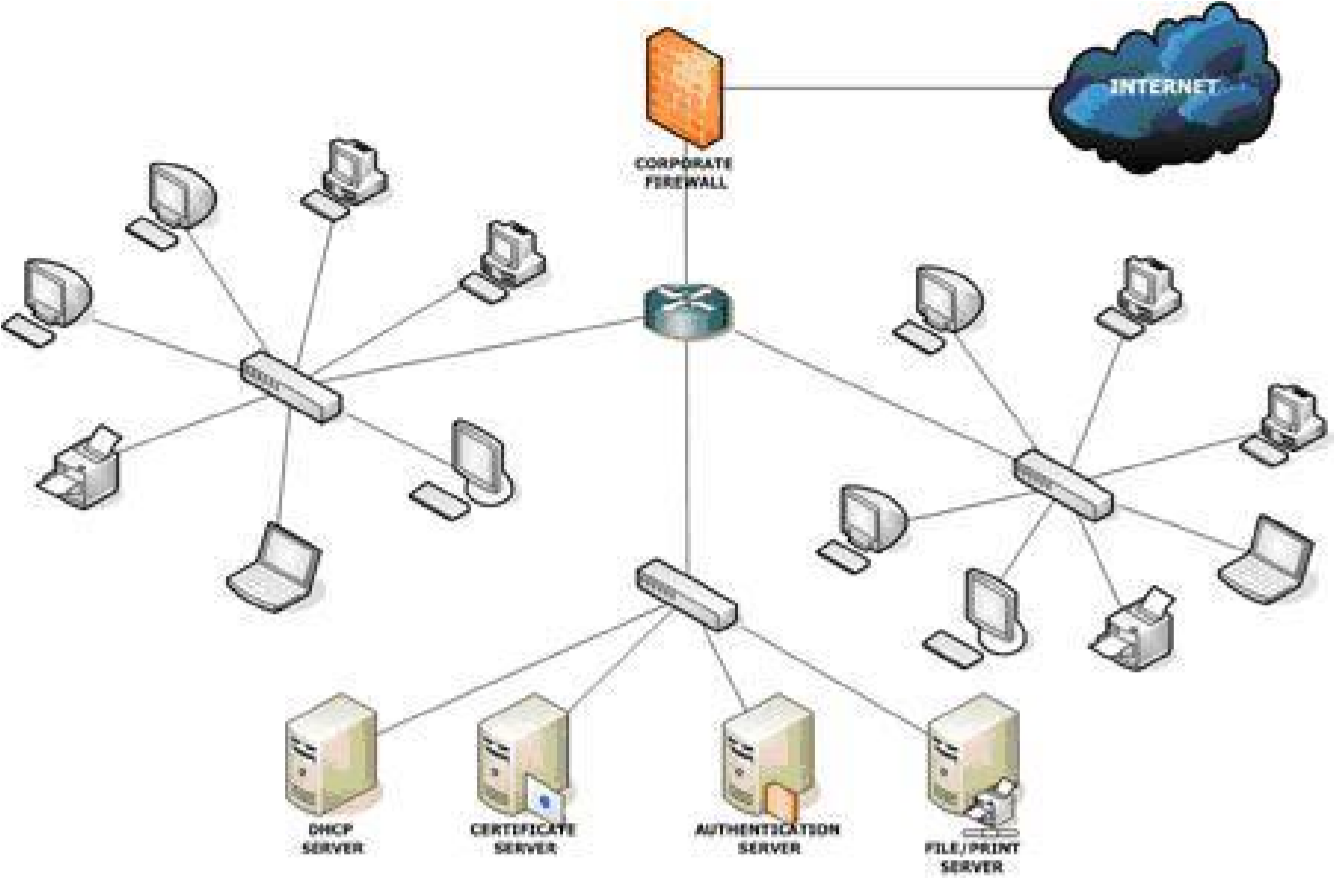 INTERNET
CORPORATE
FIREWALL
DHCP
SERVER
CERTIFICATE
SERVER
AUTHENTICATION
SERVER
FILE/PRINT
SERVER